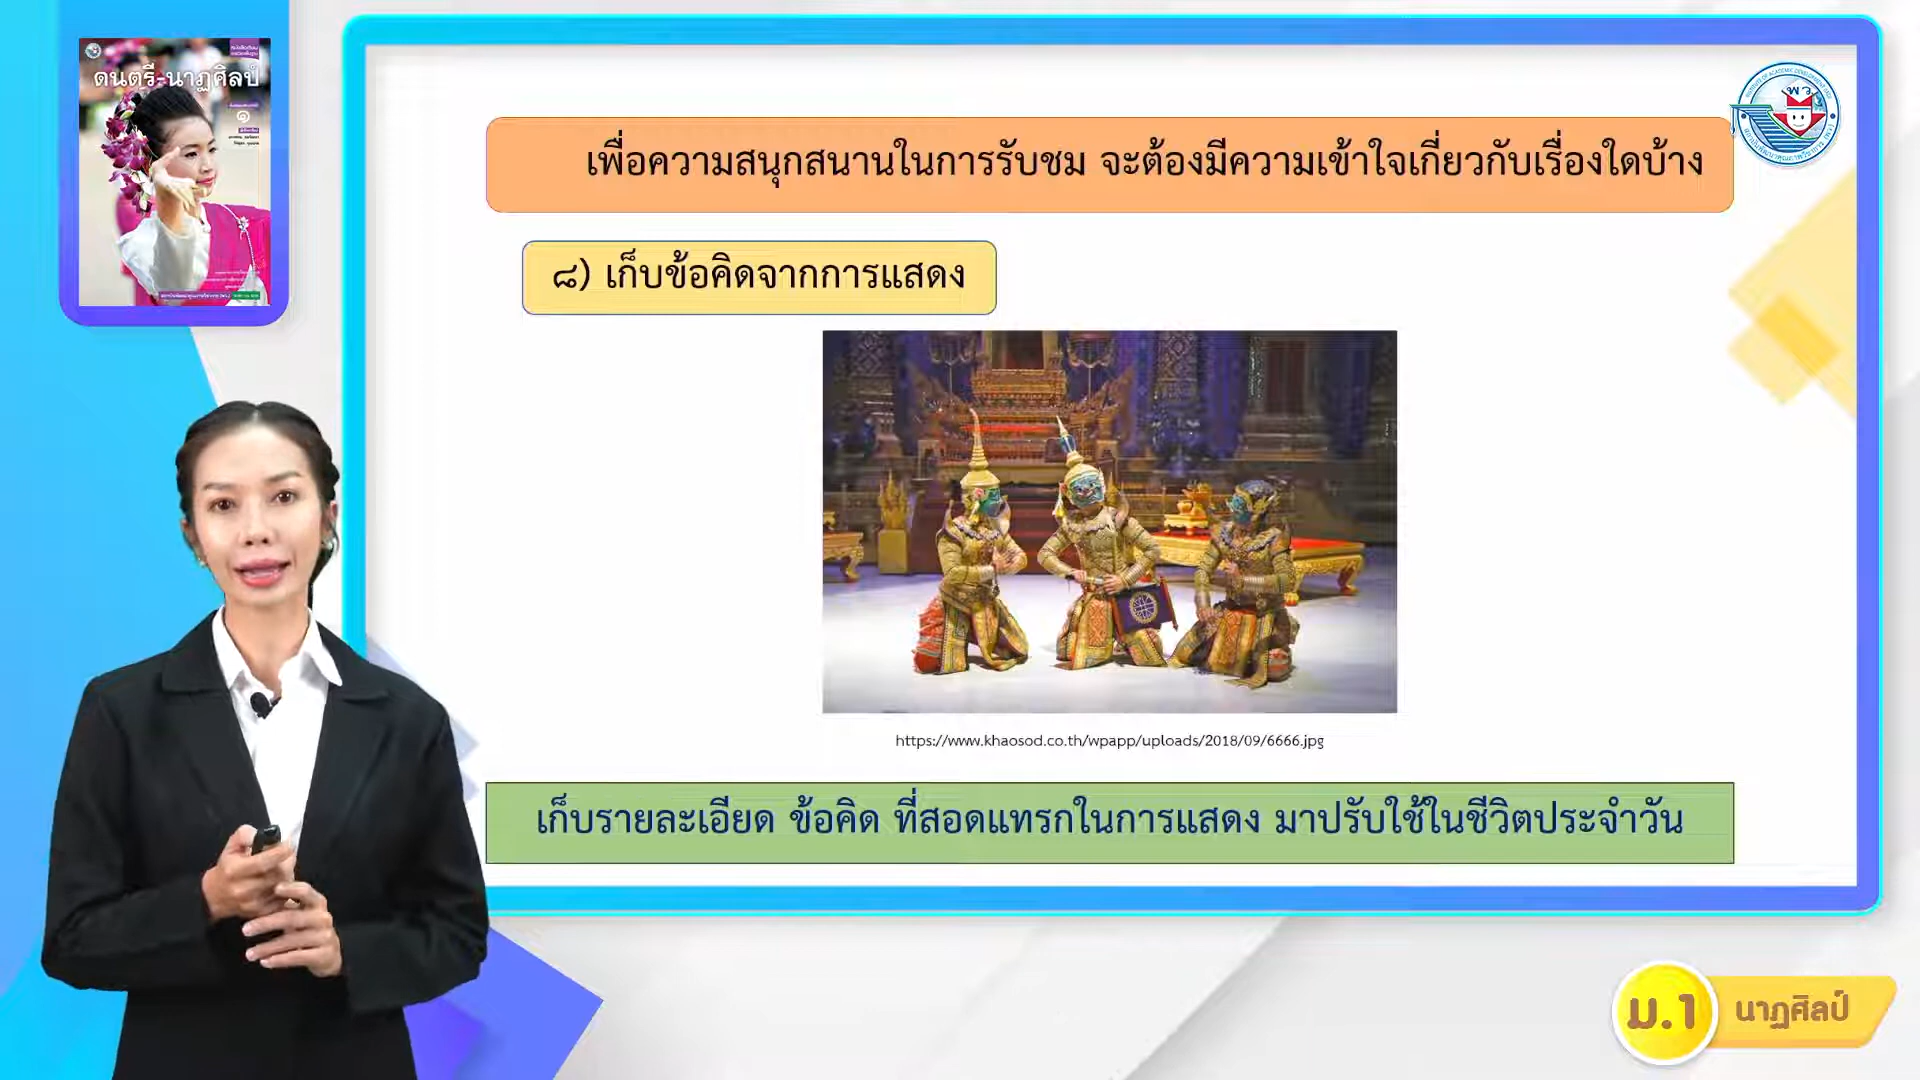 ดนตรี-นาฏศิลป์
๑
เพื่อความสนุกสนานในการรับชม จะต้องมีความเข้าใจเกี่ยวกับเรื่องใดบ้าง
พว
๘) เก็บข้อคิดจากการแสดง
https://www.khaosod.co.th/wpapp/uploads/2018/09/6666.jpg
เก็บรายละเอียด ข้อคิด ที่สอดแทรกในการแสดง มาปรับใช้ในชีวิตประจำวัน
ม.1
นาฏศิลป์